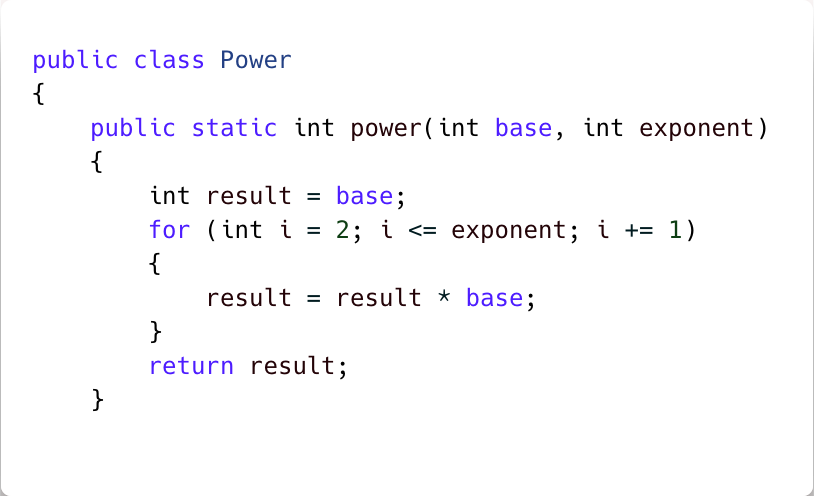 public class Power
{
    public static int power(int base, int exponent)
    {
        int result = base;
        for (int i = 2; i <= exponent; i += 1)
        {
            result = result * base;
        }
        return result;
    }